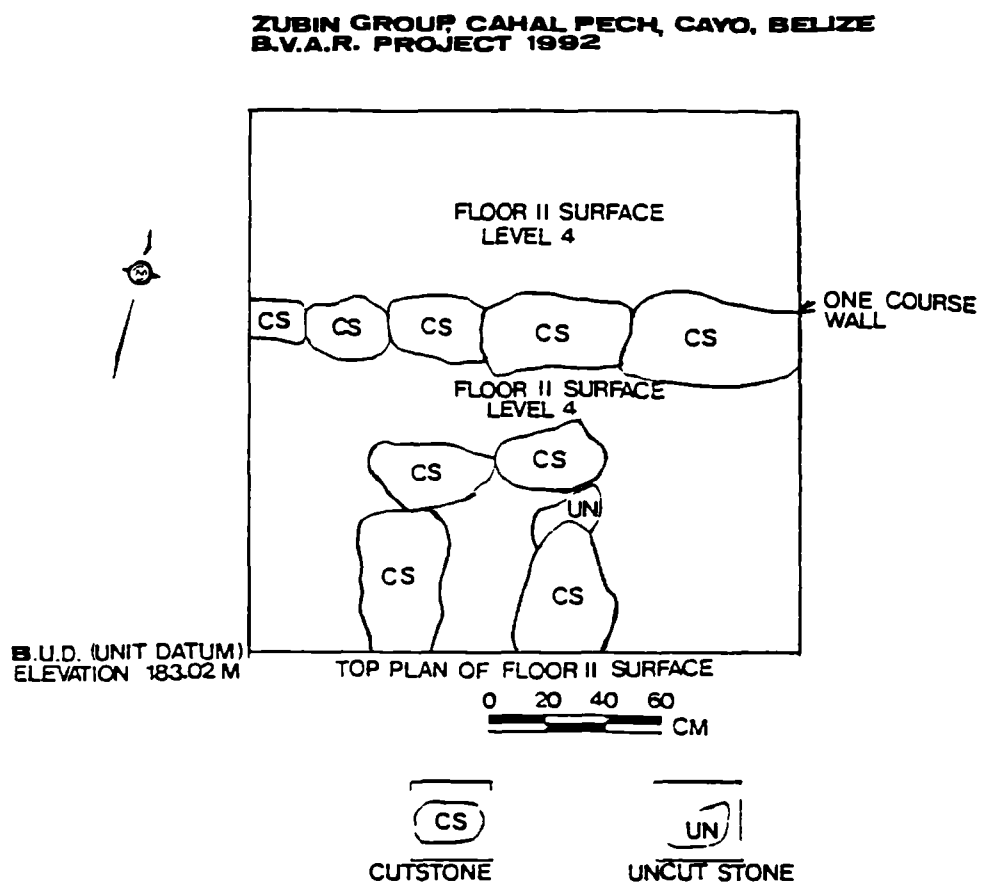 ZUBIN GROUP, CAHAL PECH, CAYO, BELIZE
B.V.A.R. PROJECT 1992
FLOOR II SURFACE
LEVEL 4
M
ONE COURSE
WALL
CS CS CS CS CS
FLOOR II SURFACE
LEVEL 4
CS CS
UN
CS CS
B.U.D. (UNIT DATUM)
ELEVATION 183.02 M
TOP PLAN OF FLOOR II SURFACE
0 20 40 60
CM
CS UN
CUTSTONE UNCUT STONE